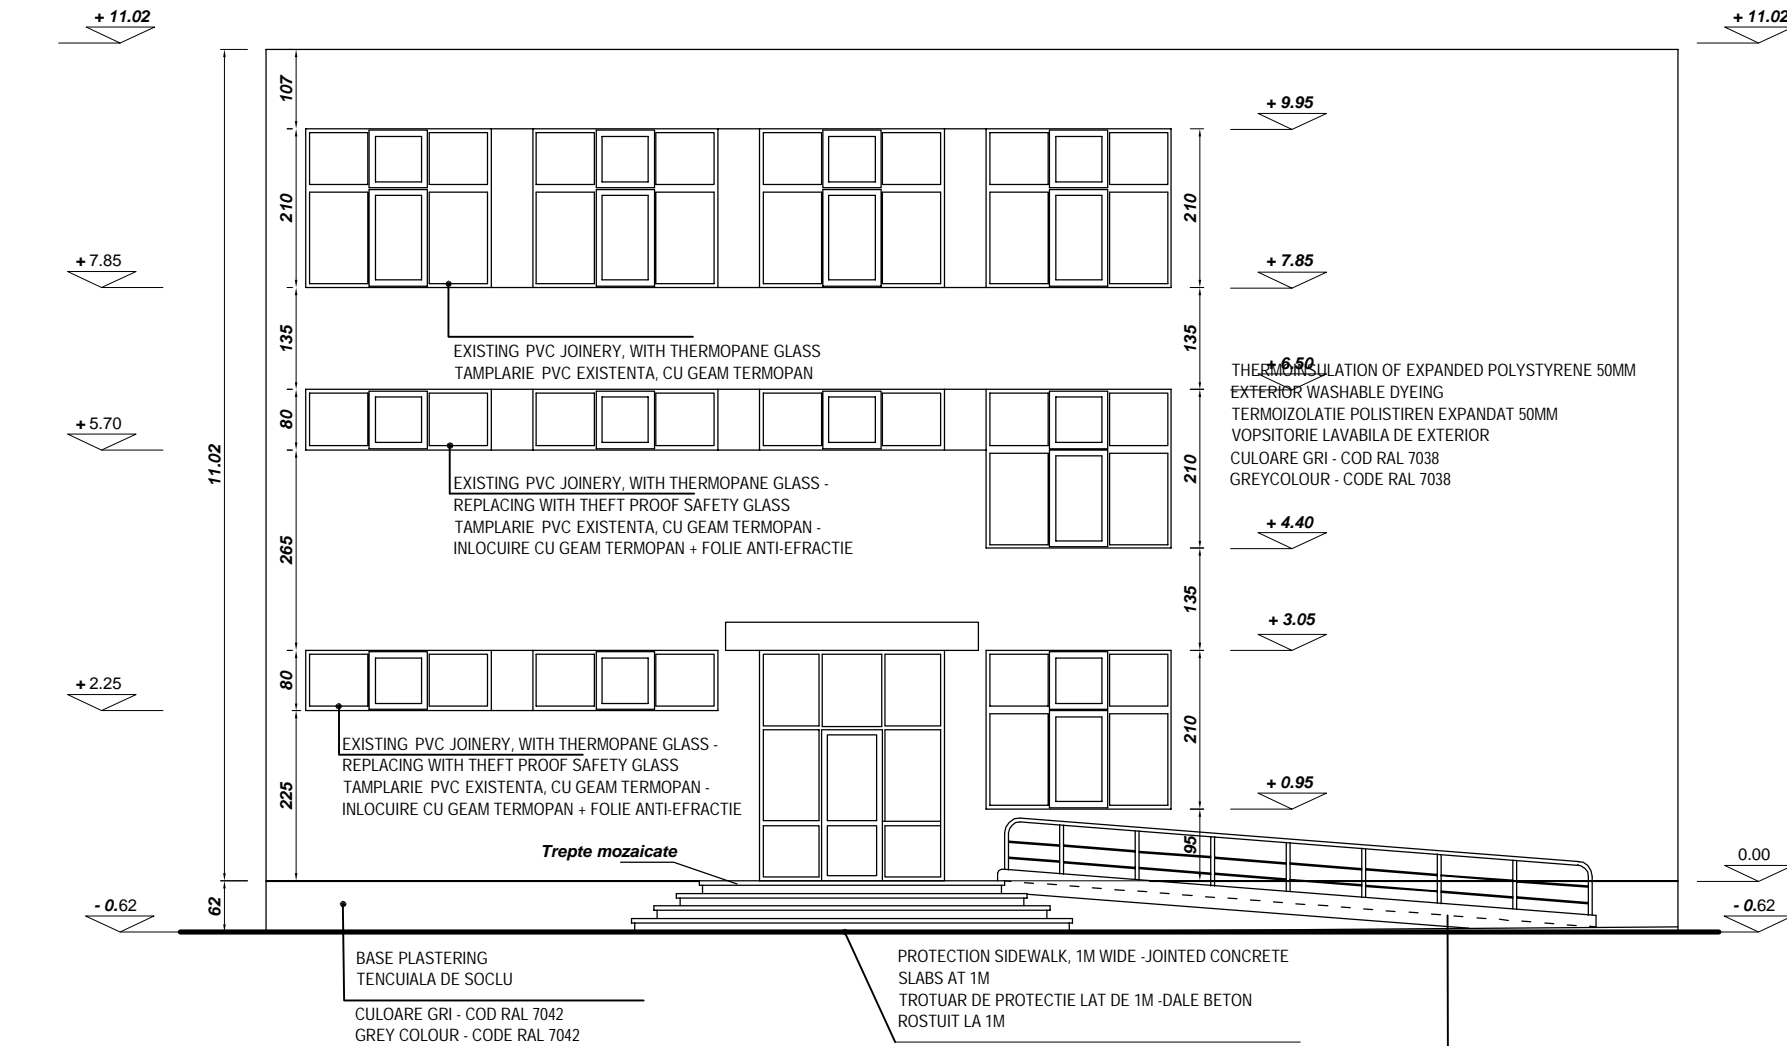 + 11.02
+ 11.02
107
+ 9.95
210
210
+ 7.85
+ 7.85
135
135
EXISTING PVC JOINERY, WITH THERMOPANE GLASS
TAMPLARIE PVC EXISTENTA, CU GEAM TERMOPAN
+ 6.50
THERMOINSULATION OF EXPANDED POLYSTYRENE 50MM
EXTERIOR WASHABLE DYEING
TERMOIZOLATIE POLISTIREN EXPANDAT 50MM
VOPSITORIE LAVABILA DE EXTERIOR
CULOARE GRI - COD RAL 7038
GREYCOLOUR - CODE RAL 7038
+ 5.70
80
11.02
210
EXISTING PVC JOINERY, WITH THERMOPANE GLASS -
REPLACING WITH THEFT PROOF SAFETY GLASS
TAMPLARIE PVC EXISTENTA, CU GEAM TERMOPAN -
INLOCUIRE CU GEAM TERMOPAN + FOLIE ANTI-EFRACTIE
+ 4.40
265
135
+ 3.05
+ 2.25
80
210
EXISTING PVC JOINERY, WITH THERMOPANE GLASS -
REPLACING WITH THEFT PROOF SAFETY GLASS
TAMPLARIE PVC EXISTENTA, CU GEAM TERMOPAN -
INLOCUIRE CU GEAM TERMOPAN + FOLIE ANTI-EFRACTIE
225
+ 0.95
95
Trepte mozaicate
0.00
- 0.62
62
- 0.62
BASE PLASTERING
TENCUIALA DE SOCLU
CULOARE GRI - COD RAL 7042
GREY COLOUR - CODE RAL 7042
PROTECTION SIDEWALK, 1M WIDE -JOINTED CONCRETE
SLABS AT 1M
TROTUAR DE PROTECTIE LAT DE 1M -DALE BETON
ROSTUIT LA 1M